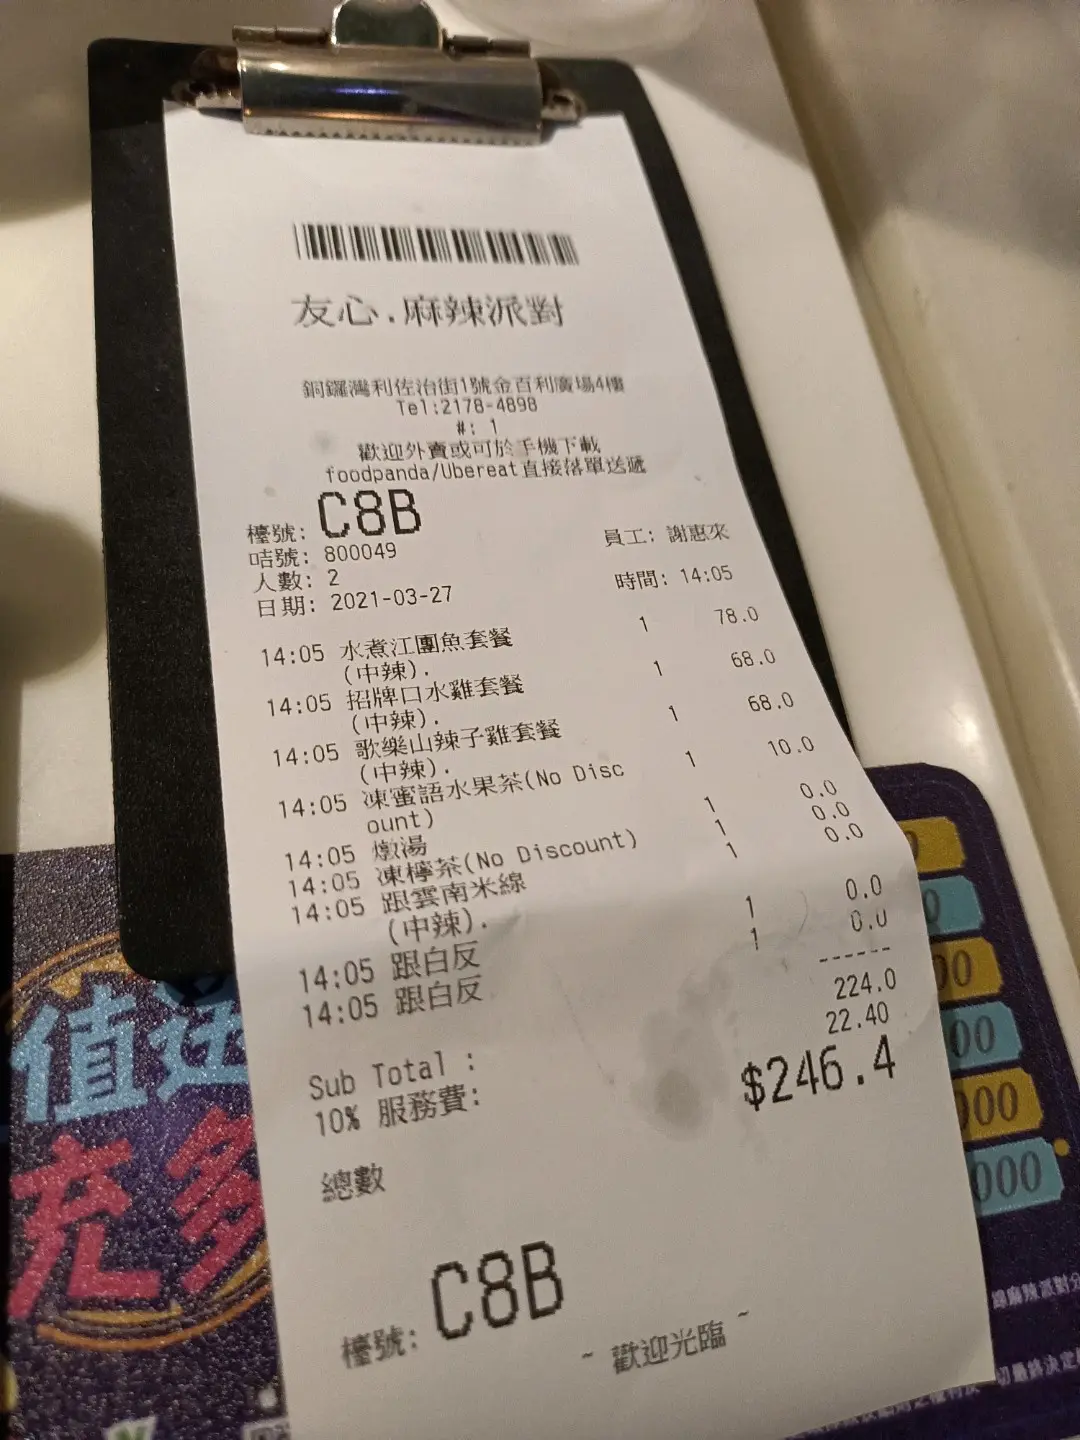 友心.麻辣派對
銅鑼灣利佐治街1號金百利廣場4樓
Tel:2178-4898
#: 1
歡迎外賣或可於手機下載
foodpanda/Ubereat直接落單送遞
檯號: C8B
咭號: 800049 員工: 謝惠來
人數: 2
日期: 2021-03-27 時間: 14:05
14:05 水煮江團魚套餐 1 78.0
(中辣).
14:05 招牌口水雞套餐 1 68.0
(中辣).
14:05 歌樂山辣子雞套餐 1 68.0
(中辣).
14:05 凍蜜語水果茶(No Disc 1 10.0
ount)
14:05 燉湯 1 0.0
14:05 凍檸茶(No Discount) 1 0.0
14:05 跟雲南米線 1 0.0
(中辣).
14:05 跟白反 1 0.0
14:05 跟白反 1 0.0
------
Sub Total : 224.0
10% 服務費: 22.40
總數 $246.4
檯號: C8B
~ 歡迎光臨 ~
值
充多
00
00
000
000